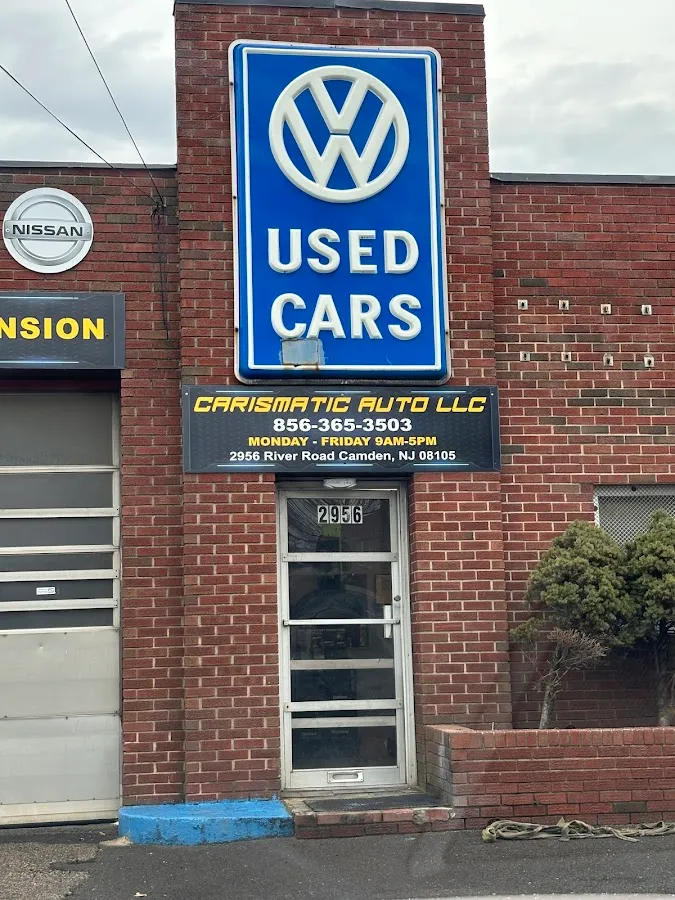 VW
USED
CARS
NISSAN
NSION
CARISMATIC AUTO LLC
856-365-3503
MONDAY - FRIDAY 9AM-5PM
2956 River Road Camden, NJ 08105
2956